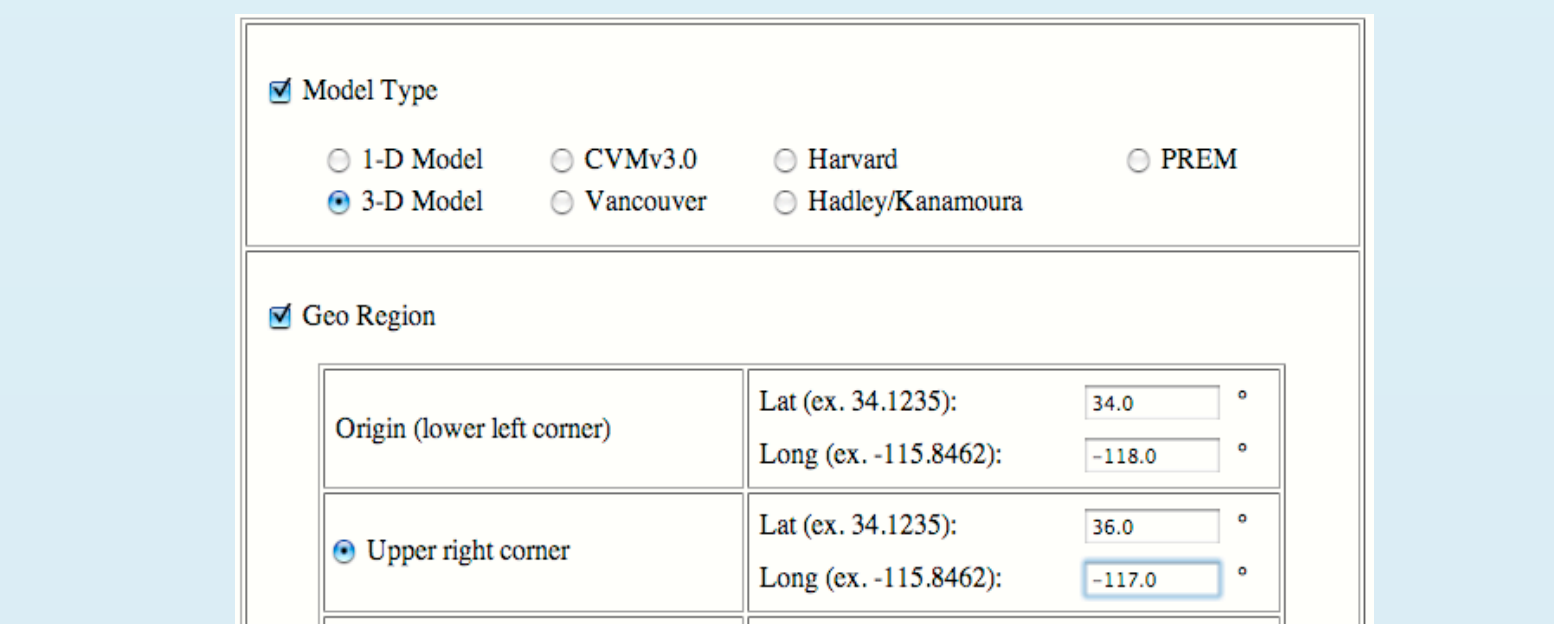 Model Type
1-D Model CVMv3.0 Harvard PREM
3-D Model Vancouver Hadley/Kanamoura
Geo Region
Origin (lower left corner)
Lat (ex. 34.1235): 34.0 °
Long (ex. -115.8462): -118.0 °
Upper right corner
Lat (ex. 34.1235): 36.0 °
Long (ex. -115.8462): -117.0 °